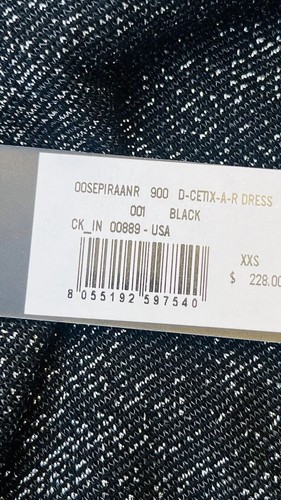 00SEPIRAANR 900 D-CETIX-A-R DRESS
001 BLACK
CK_IN 00889 - USA
XXS
$ 228.00
8 055192 597540